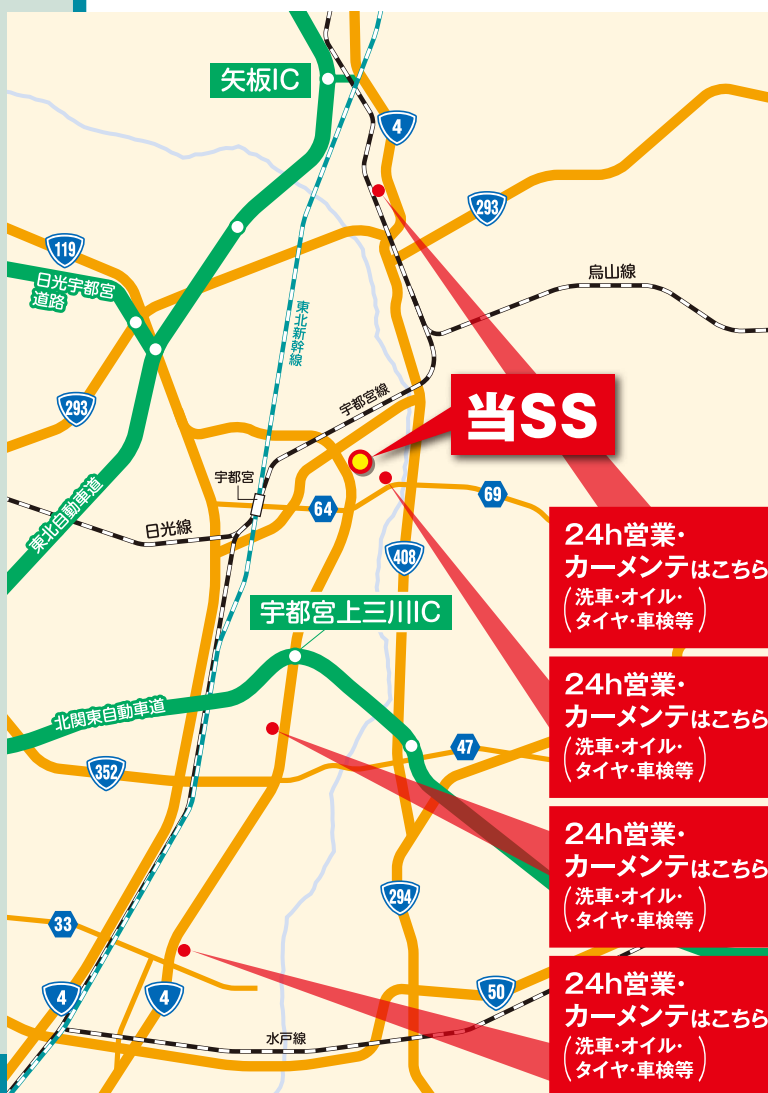 矢板IC
4
293
119
日光宇都宮
道路
烏山線
東北新幹線
293
宇都宮線
当SS
宇都宮
64
69
東北自動車道
日光線
408
24h営業・
カーメンテはこちら
(洗車・オイル・
タイヤ・車検等)
宇都宮上三川IC
24h営業・
カーメンテはこちら
(洗車・オイル・
タイヤ・車検等)
北関東自動車道
47
352
24h営業・
カーメンテはこちら
(洗車・オイル・
タイヤ・車検等)
294
33
24h営業・
カーメンテはこちら
(洗車・オイル・
タイヤ・車検等)
4
4
50
水戸線